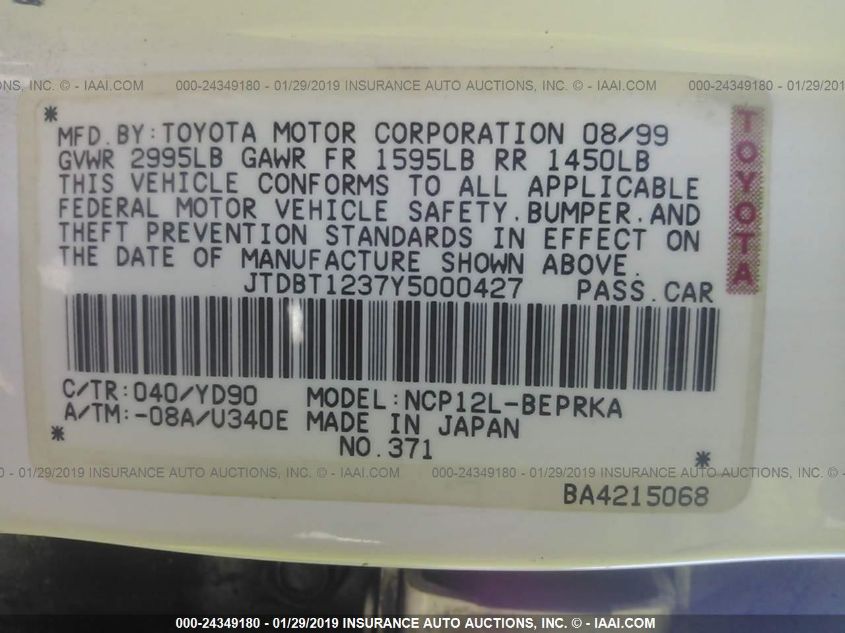 NS, INC. © - IAAI.COM 000-24349180 - 01/29/2019 INSURANCE AUTO AUCTIONS, INC. © - IAAI.COM 000-24349180 - 01/29/2
*
MFD. BY: TOYOTA MOTOR CORPORATION 08/99
GVWR 2995LB GAWR FR 1595LB RR 1450LB
THIS VEHICLE CONFORMS TO ALL APPLICABLE
FEDERAL MOTOR VEHICLE SAFETY, BUMPER, AND
THEFT PREVENTION STANDARDS IN EFFECT ON
THE DATE OF MANUFACTURE SHOWN ABOVE.
TOYOTA
JTDBT1237Y5000427 PASS. CAR
C/TR: 040/YD90 MODEL: NCP12L-BEPRKA
A/TM: -08A/U340E MADE IN JAPAN
* NO. 371 *
80 - 01/29/2019 INSURANCE AUTO AUCTIONS, INC. © - IAAI.COM 000-24349180 - 01/29/2019 INSURANCE AUTO AUCTIONS, I
BA4215068
000-24349180 - 01/29/2019 INSURANCE AUTO AUCTIONS, INC. © - IAAI.COM